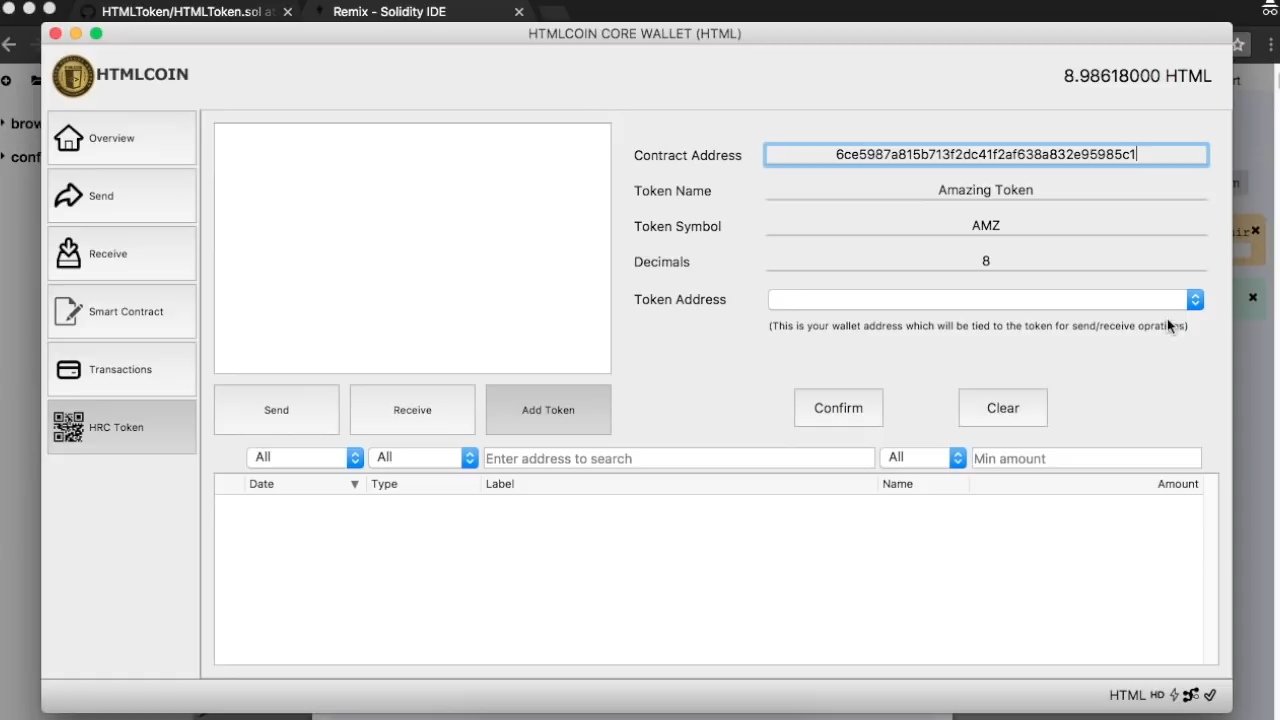 HTMLToken/HTMLToken.sol at
Remix - Solidity IDE
HTMLCOIN CORE WALLET (HTML)
HTMLCOIN
8.98618000 HTML
Overview
Send
Receive
Smart Contract
Transactions
HRC Token
brow
conf
Contract Address
6ce5987a815b713f2dc41f2af638a832e95985c1
Token Name
Amazing Token
Token Symbol
AMZ
Decimals
8
Token Address
(This is your wallet address which will be tied to the token for send/receive oprations)
Send
Receive
Add Token
Confirm
Clear
All
All
Enter address to search
All
Min amount
Date
Type
Label
Name
Amount
HTML HD